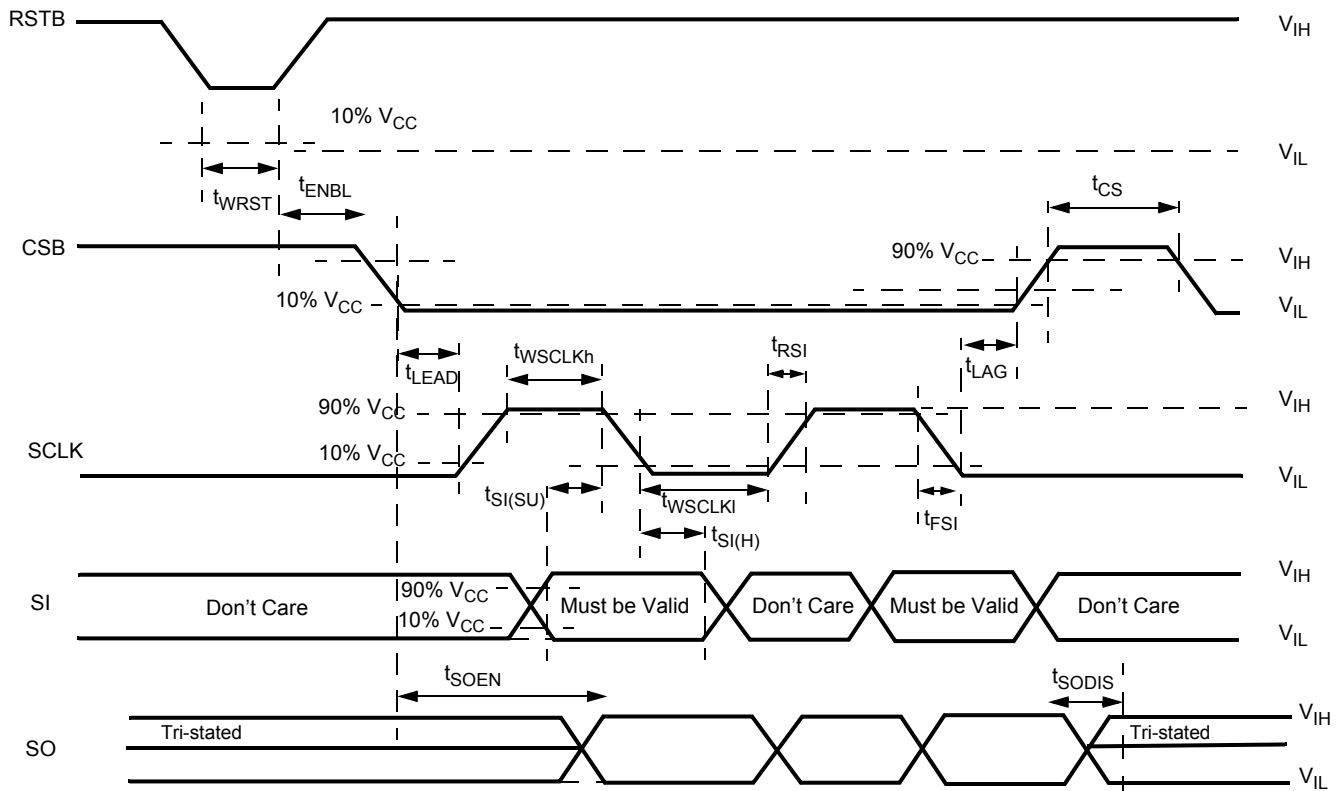 RSTB
VIH
10% VCC
VIL
tWRST
tENBL
tCS
CSB
90% VCC
VIH
10% VCC
VIL
tLEAD
tWSCLKh
tRSI
tLAG
90% VCC
VIH
SCLK
10% VCC
VIL
tSI(SU)
tWSCLKl
tSI(H)
tFSI
SI
90% VCC
VIH
Don’t Care
Must be Valid
Don’t Care
Must be Valid
Don’t Care
10% VCC
VIL
tSOEN
tSODIS
SO
Tri-stated
Tri-stated
VIH
VIL